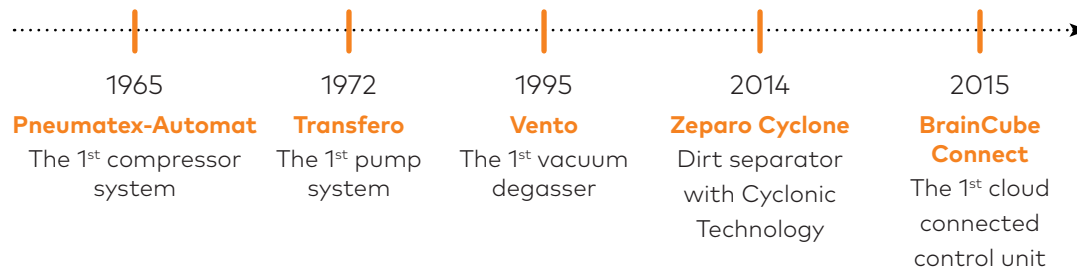 1965
Pneumatex-Automat
The 1st compressor
system
1972
Transfero
The 1st pump
system
1995
Vento
The 1st vacuum
degasser
2014
Zeparo Cyclone
Dirt separator
with Cyclonic
Technology
2015
BrainCube
Connect
The 1st cloud
connected
control unit